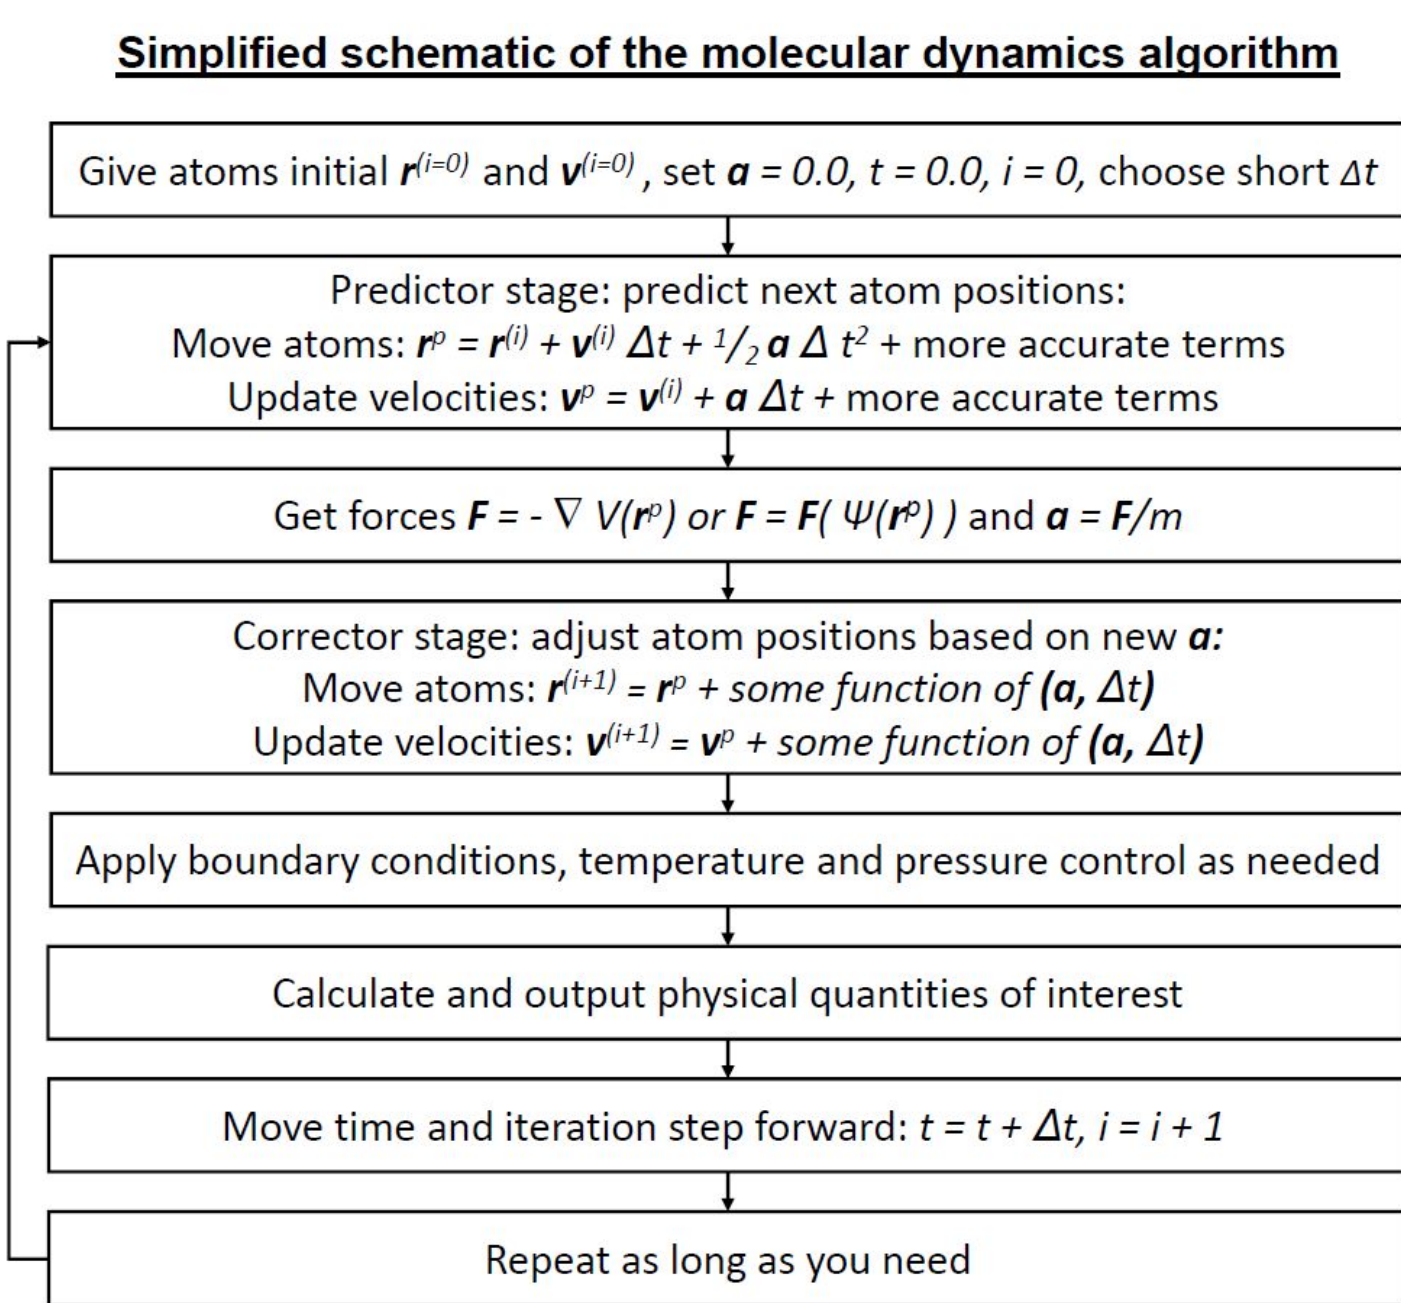 Simplified schematic of the molecular dynamics algorithm
Give atoms initial r⁽ⁱ⁼⁰⁾ and v⁽ⁱ⁼⁰⁾ , set a = 0.0, t = 0.0, i = 0, choose short Δt
Predictor stage: predict next atom positions:
Move atoms: rᵖ = r⁽ⁱ⁾ + v⁽ⁱ⁾ Δt + ¹/₂ a Δ t² + more accurate terms
Update velocities: vᵖ = v⁽ⁱ⁾ + a Δt + more accurate terms
Get forces F = - ∇ V(rᵖ) or F = F( Ψ(rᵖ) ) and a = F/m
Corrector stage: adjust atom positions based on new a:
Move atoms: r⁽ⁱ⁺¹⁾ = rᵖ + some function of (a, Δt)
Update velocities: v⁽ⁱ⁺¹⁾ = vᵖ + some function of (a, Δt)
Apply boundary conditions, temperature and pressure control as needed
Calculate and output physical quantities of interest
Move time and iteration step forward: t = t + Δt, i = i + 1
Repeat as long as you need